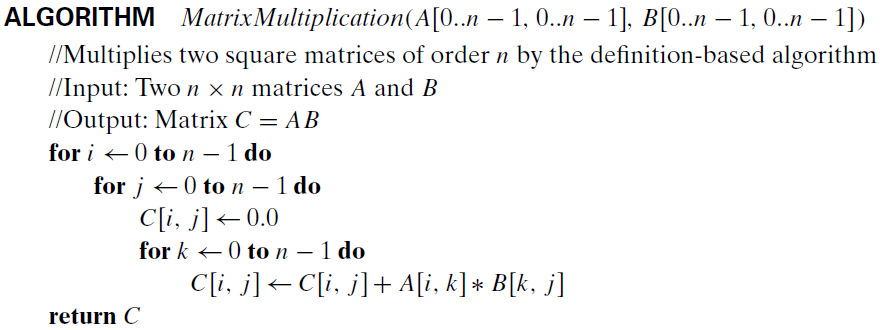 ALGORITHM MatrixMultiplication(A[0..n − 1, 0..n − 1], B[0..n − 1, 0..n − 1])
//Multiplies two square matrices of order n by the definition-based algorithm
//Input: Two n × n matrices A and B
//Output: Matrix C = AB
for i ← 0 to n − 1 do
for j ← 0 to n − 1 do
C[i, j] ← 0.0
for k ← 0 to n − 1 do
C[i, j] ← C[i, j] + A[i, k] ∗ B[k, j]
return C